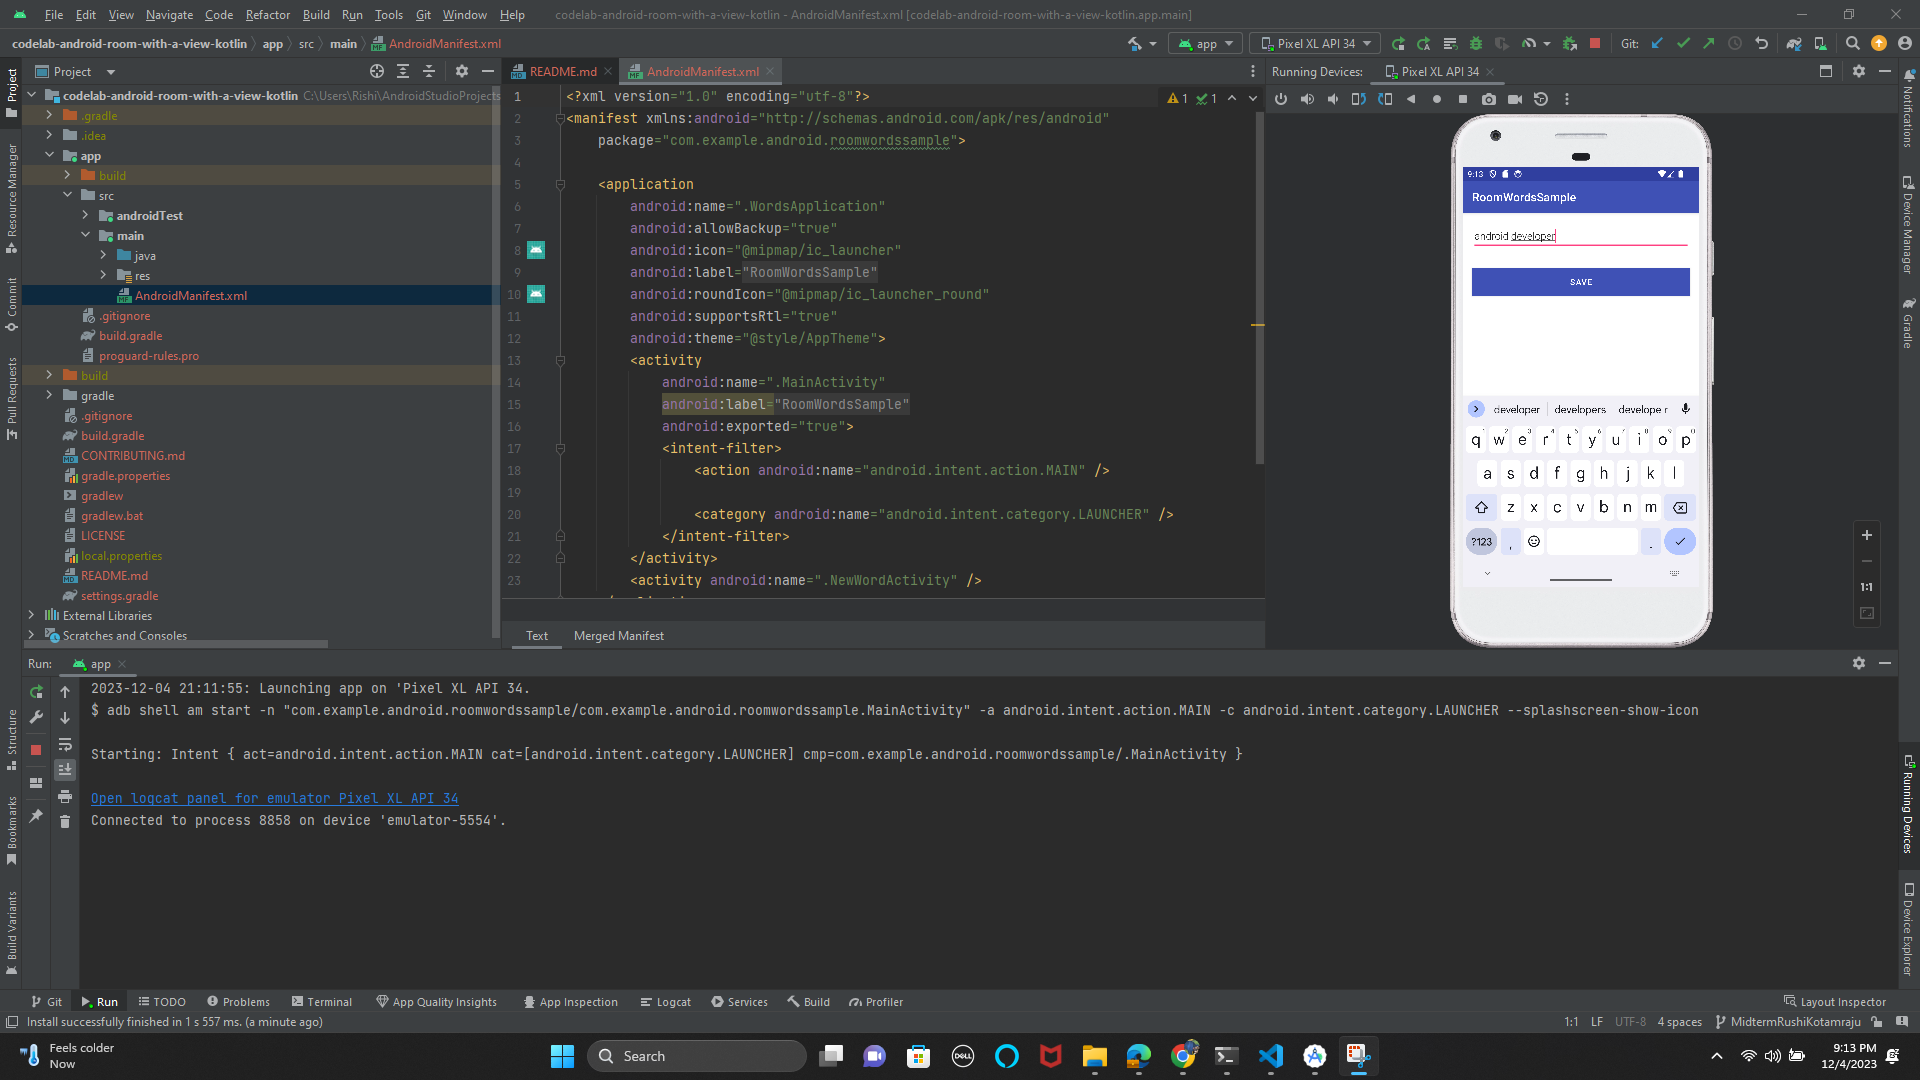 File Edit View Navigate Code Refactor Build Run Tools Git Window Help codelab-android-room-with-a-view-kotlin - AndroidManifest.xml [codelab-android-room-with-a-view-kotlin.app.main]
codelab-android-room-with-a-view-kotlin app src main AndroidManifest.xml app Pixel XL API 34 Git:
Project
README.md AndroidManifest.xml
Running Devices: Pixel XL API 34
Project
Resource Manager
Commit
Pull Requests
Structure
Bookmarks
Build Variants
codelab-android-room-with-a-view-kotlin C:\Users\Rishi\AndroidStudioProjects
.gradle
.idea
app
build
src
androidTest
main
java
res
AndroidManifest.xml
.gitignore
build.gradle
proguard-rules.pro
build
gradle
.gitignore
build.gradle
CONTRIBUTING.md
gradle.properties
gradlew
gradlew.bat
LICENSE
local.properties
README.md
settings.gradle
External Libraries
Scratches and Consoles
1 1
1 <?xml version="1.0" encoding="utf-8"?>
2 <manifest xmlns:android="http://schemas.android.com/apk/res/android"
3 package="com.example.android.roomwordssample">
4
5 <application
6 android:name=".WordsApplication"
7 android:allowBackup="true"
8 android:icon="@mipmap/ic_launcher"
9 android:label="RoomWordsSample"
10 android:roundIcon="@mipmap/ic_launcher_round"
11 android:supportsRtl="true"
12 android:theme="@style/AppTheme">
13 <activity
14 android:name=".MainActivity"
15 android:label="RoomWordsSample"
16 android:exported="true">
17 <intent-filter>
18 <action android:name="android.intent.action.MAIN" />
19
20 <category android:name="android.intent.category.LAUNCHER" />
21 </intent-filter>
22 </activity>
23 <activity android:name=".NewWordActivity" />
Text Merged Manifest
9:13
RoomWordsSample
android developer
SAVE
developer developers develope r
q1 w2 e3 r4 t5 y6 u7 i8 o9 p0
a s d f g h j k l
z x c v b n m
?123 , .
1:1
Notifications
Device Manager
Gradle
Running Devices
Device Explorer
Run: app
2023-12-04 21:11:55: Launching app on 'Pixel XL API 34.
$ adb shell am start -n "com.example.android.roomwordssample/com.example.android.roomwordssample.MainActivity" -a android.intent.action.MAIN -c android.intent.category.LAUNCHER --splashscreen-show-icon
Starting: Intent { act=android.intent.action.MAIN cat=[android.intent.category.LAUNCHER] cmp=com.example.android.roomwordssample/.MainActivity }
Open logcat panel for emulator Pixel XL API 34
Connected to process 8858 on device 'emulator-5554'.
Git Run TODO Problems Terminal App Quality Insights App Inspection Logcat Services Build Profiler Layout Inspector
Install successfully finished in 1 s 557 ms. (a minute ago) 1:1 LF UTF-8 4 spaces MidtermRushiKotamraju
Feels colder
Now
Search
DELL
9:13 PM
12/4/2023